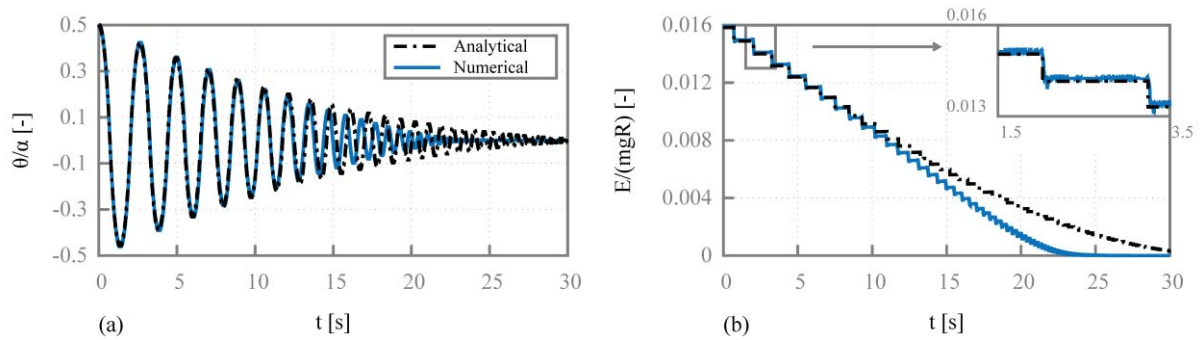 0.5
0.3
0.1
-0.1
-0.3
-0.5
θ/α [-]
Analytical
Numerical
0 5 10 15 20 25 30
(a) t [s]
0.016
0.012
0.008
0.004
0
E/(mgR) [-]
0.016
0.013
1.5 3.5
0 5 10 15 20 25 30
(b) t [s]